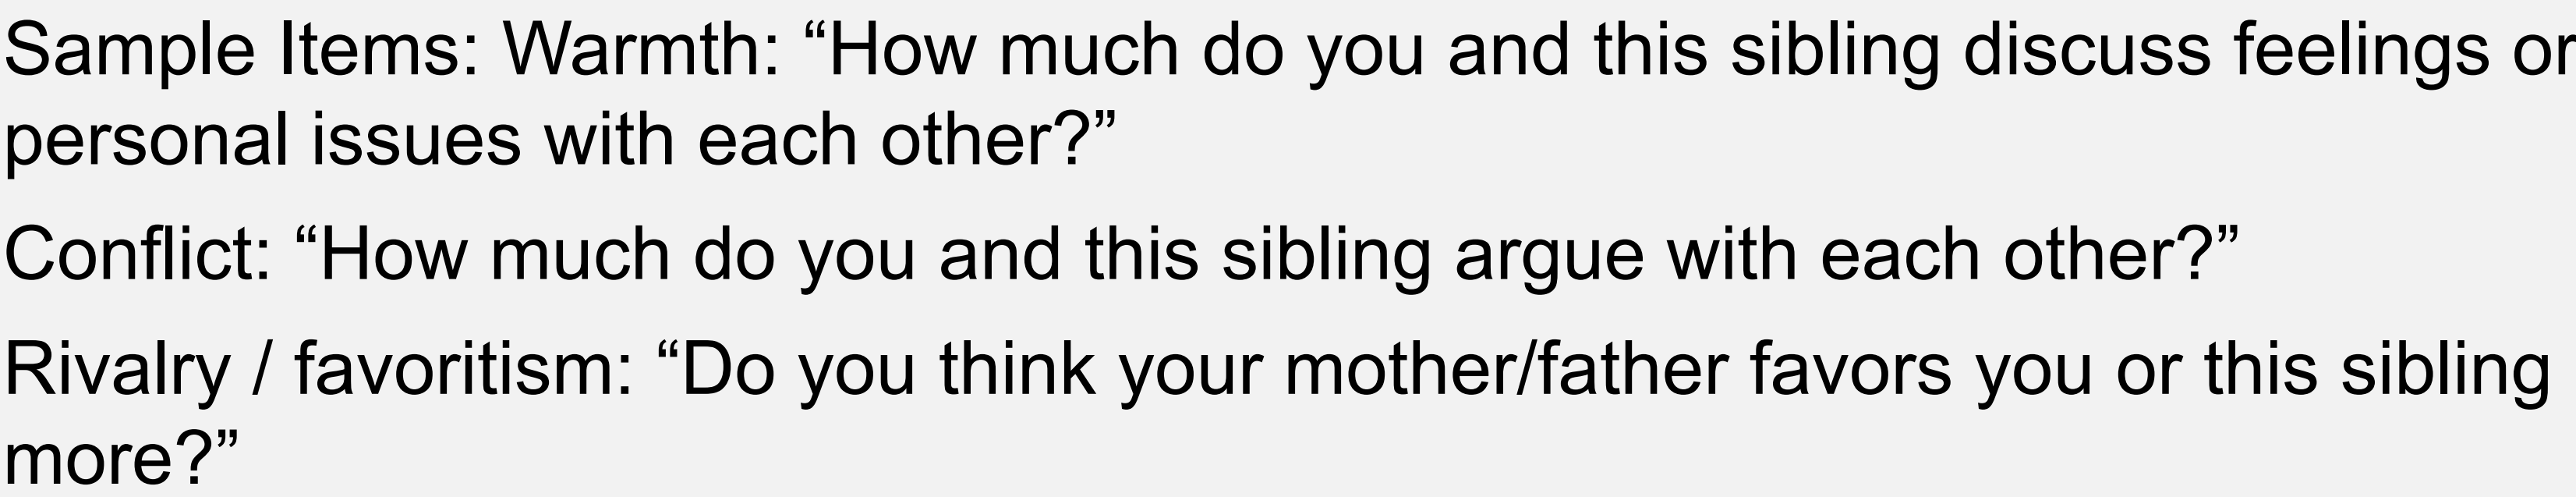 Sample Items: Warmth: “How much do you and this sibling discuss feelings or
personal issues with each other?”
Conflict: “How much do you and this sibling argue with each other?”
Rivalry / favoritism: “Do you think your mother/father favors you or this sibling
more?”